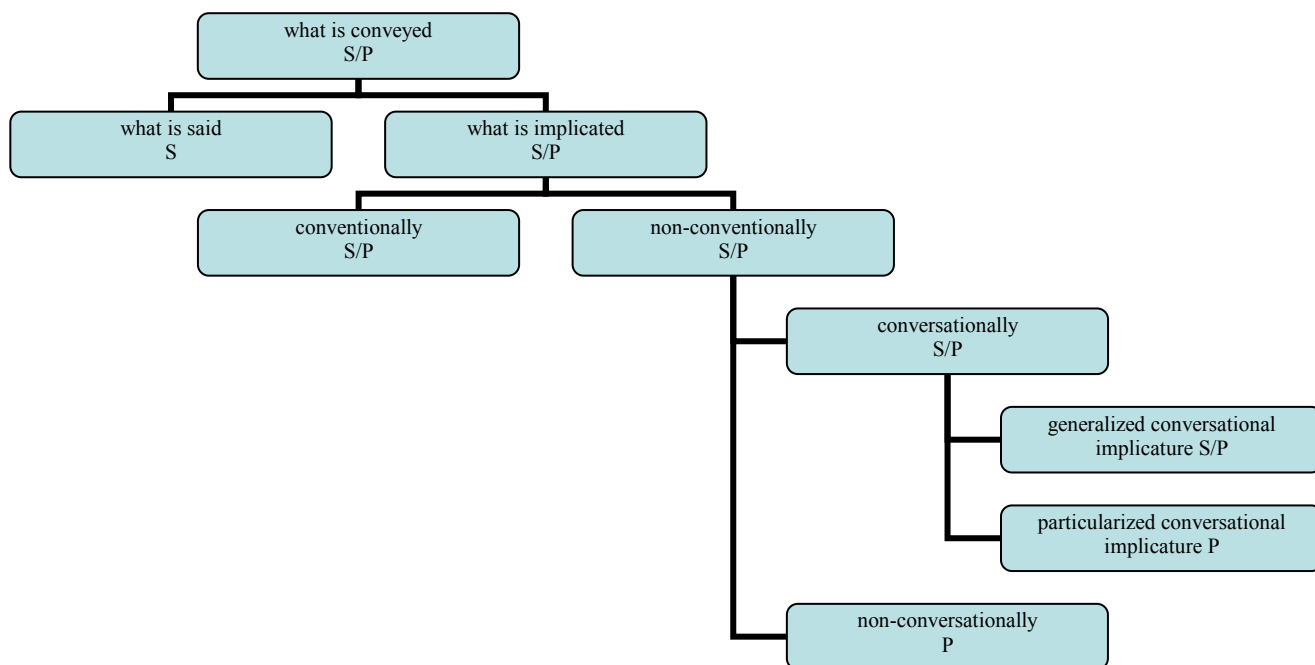 what is conveyed
S/P
what is said
S
what is implicated
S/P
conventionally
S/P
non-conventionally
S/P
conversationally
S/P
generalized conversational
implicature S/P
particularized conversational
implicature P
non-conversationally
P